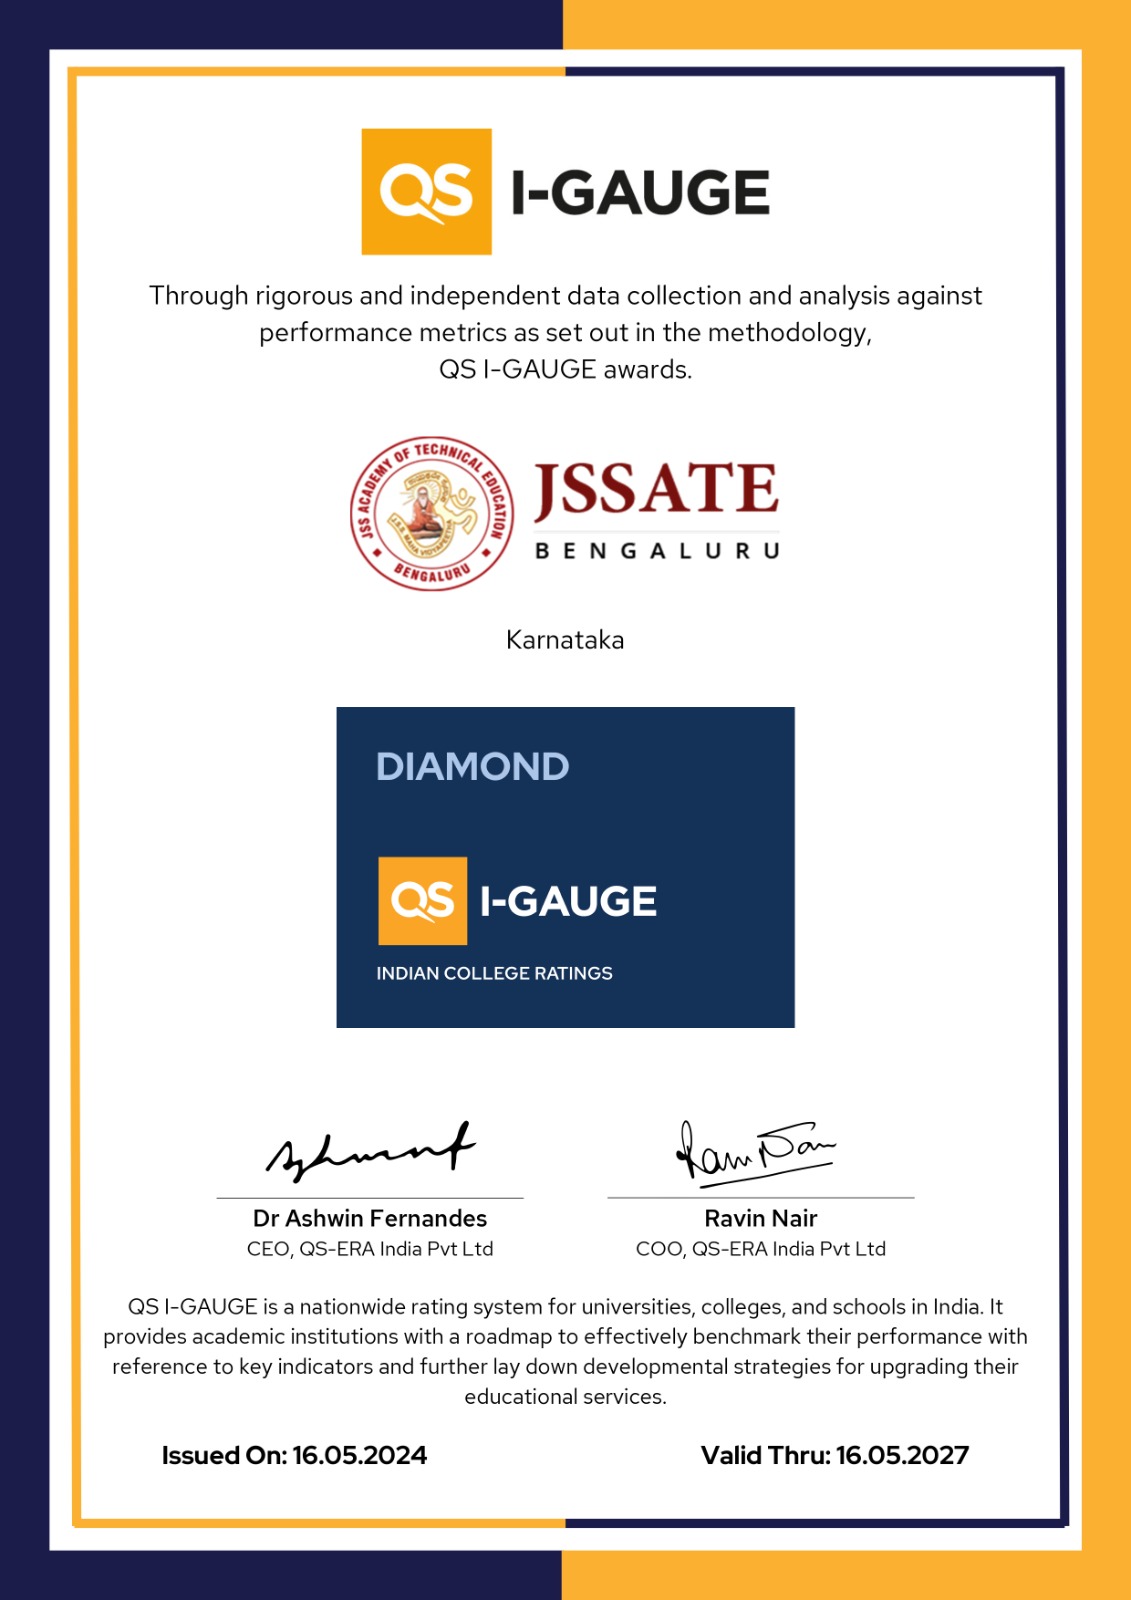 QS I-GAUGE
Through rigorous and independent data collection and analysis against
performance metrics as set out in the methodology,
QS I-GAUGE awards.
JSS ACADEMY OF TECHNICAL EDUCATION
J.S.S. MAHA VIDYAPEETHA
BENGALURU
JSSATE
BENGALURU
Karnataka
DIAMOND
QS I-GAUGE
INDIAN COLLEGE RATINGS
Dr Ashwin Fernandes
CEO, QS-ERA India Pvt Ltd
Ravin Nair
COO, QS-ERA India Pvt Ltd
QS I-GAUGE is a nationwide rating system for universities, colleges, and schools in India. It
provides academic institutions with a roadmap to effectively benchmark their performance with
reference to key indicators and further lay down developmental strategies for upgrading their
educational services.
Issued On: 16.05.2024
Valid Thru: 16.05.2027